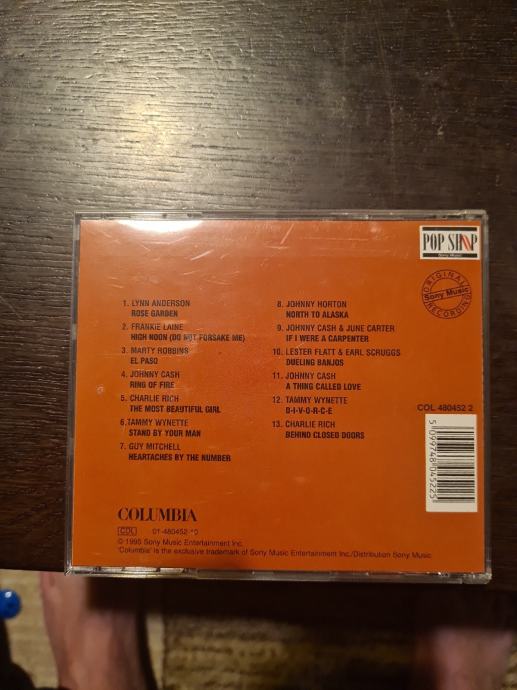 POP SHOP
Sony Music
ORIGINAL
Sony Music
RECORDING
1. LYNN ANDERSON
ROSE GARDEN
2. FRANKIE LAINE
HIGH NOON (DO NOT FORSAKE ME)
3. MARTY ROBBINS
EL PASO
4. JOHNNY CASH
RING OF FIRE
5. CHARLIE RICH
THE MOST BEAUTIFUL GIRL
6.TAMMY WYNETTE
STAND BY YOUR MAN
7. GUY MITCHELL
HEARTACHES BY THE NUMBER
8. JOHNNY HORTON
NORTH TO ALASKA
9. JOHNNY CASH & JUNE CARTER
IF I WERE A CARPENTER
10. LESTER FLATT & EARL SCRUGGS
DUELING BANJOS
11. JOHNNY CASH
A THING CALLED LOVE
12. TAMMY WYNETTE
D-I-V-O-R-C-E
13. CHARLIE RICH
BEHIND CLOSED DOORS
COL 480452 2
5099748045225
COLUMBIA
CDL 01-480452-10
© 1995 Sony Music Entertainment Inc.
'Columbia' is the exclusive trademark of Sony Music Entertainment Inc./Distribution Sony Music